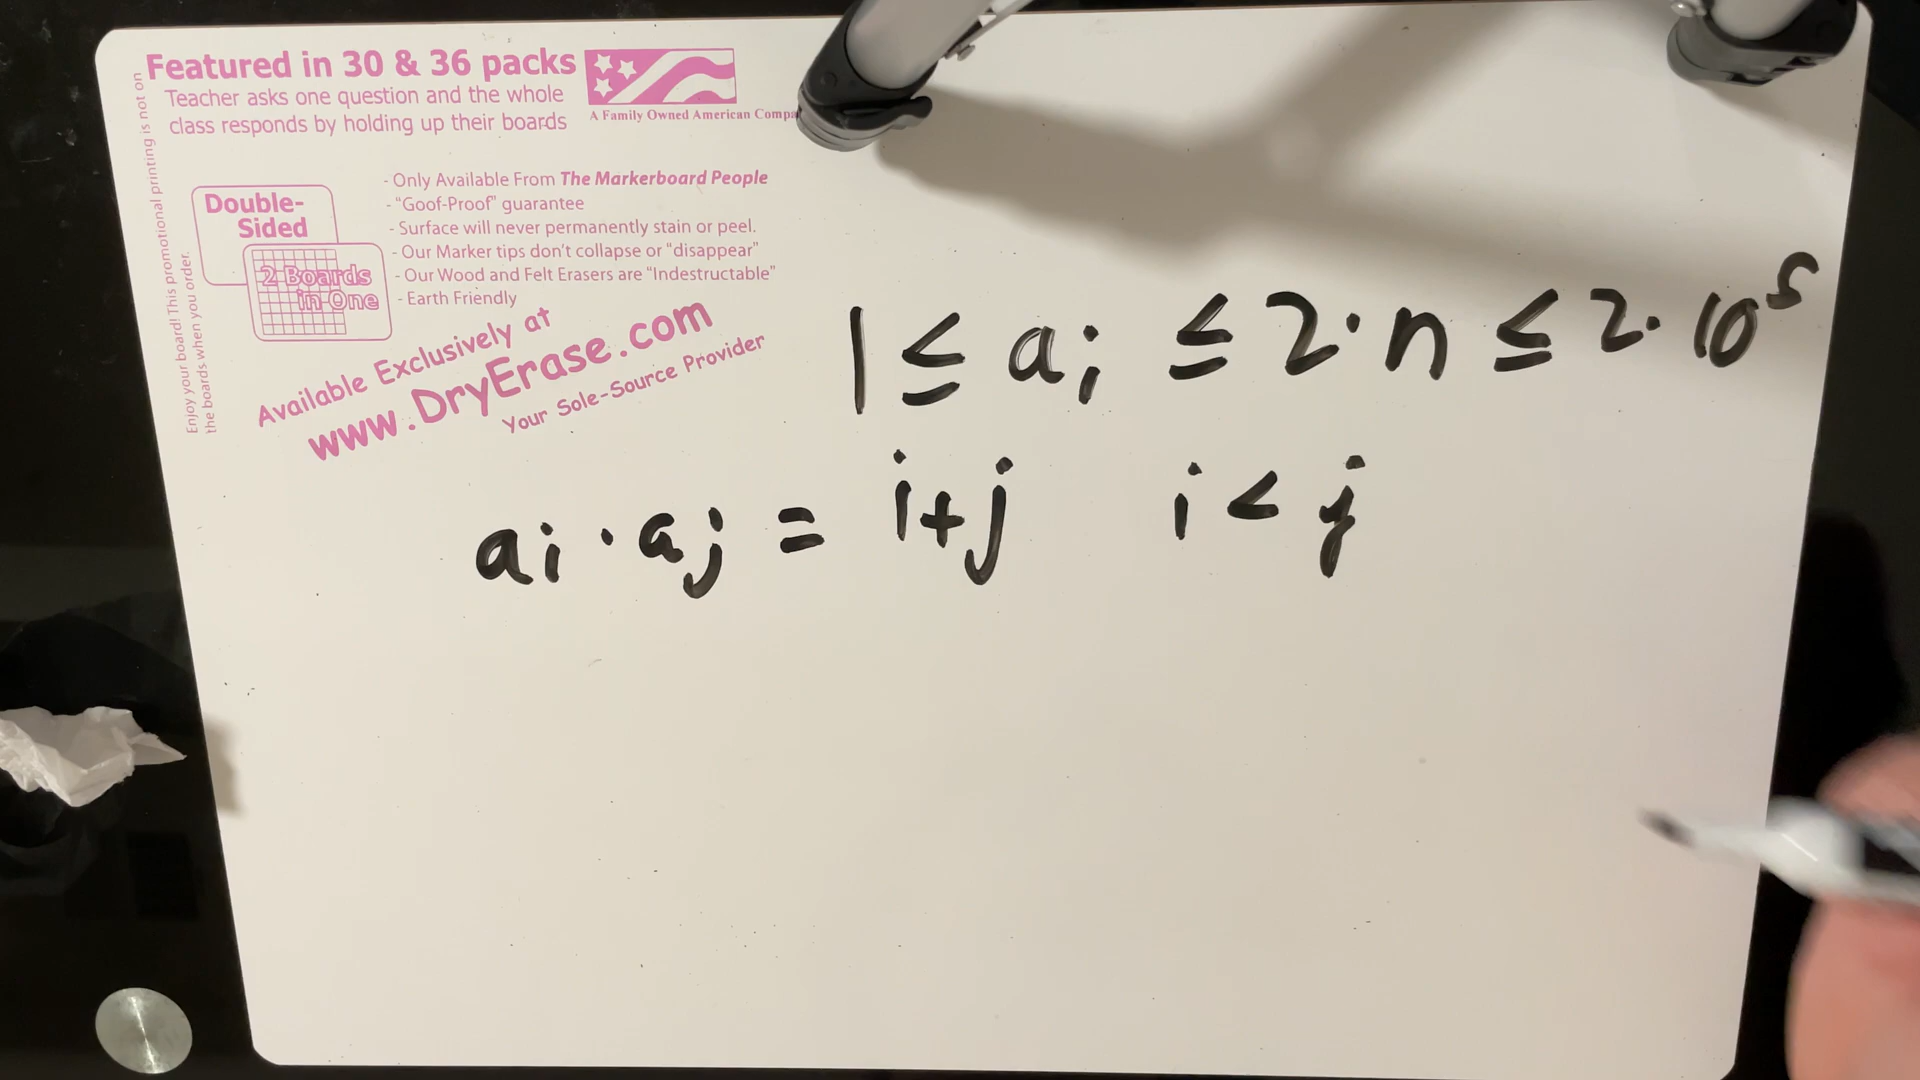 Featured in 30 & 36 packs
Teacher asks one question and the whole
class responds by holding up their boards
A Family Owned American Compa
Enjoy your board! This promotional printing is not on
the boards when you order.
Double-
Sided
2 Boards
in One
- Only Available From The Markerboard People
- “Goof-Proof” guarantee
- Surface will never permanently stain or peel.
- Our Marker tips don’t collapse or “disappear”
- Our Wood and Felt Erasers are “Indestructable”
- Earth Friendly
Available Exclusively at
www.DryErase.com
Your Sole-Source Provider
1 ≤ aᵢ ≤ 2·n ≤ 2·10⁵
aᵢ · aⱼ = i+j i < j